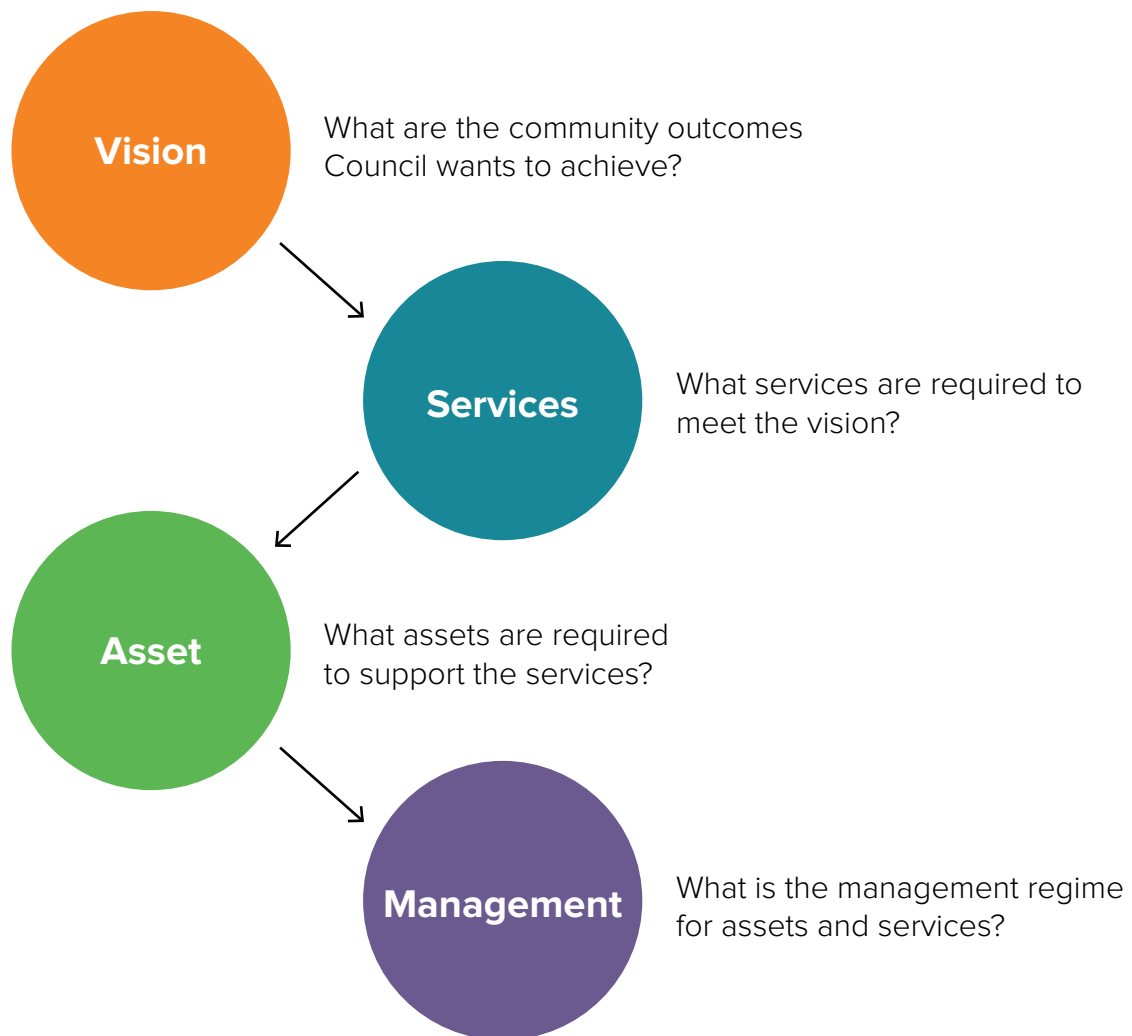 Vision
What are the community outcomes
Council wants to achieve?
Services
What services are required to
meet the vision?
Asset
What assets are required
to support the services?
Management
What is the management regime
for assets and services?